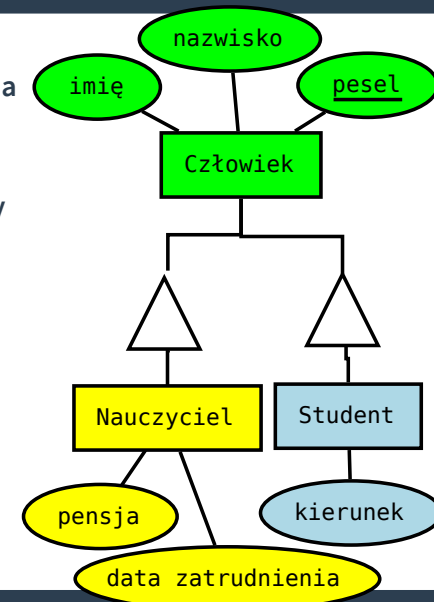 nazwisko
imię
pesel
a
Człowiek
y
Nauczyciel
Student
pensja
kierunek
data zatrudnienia